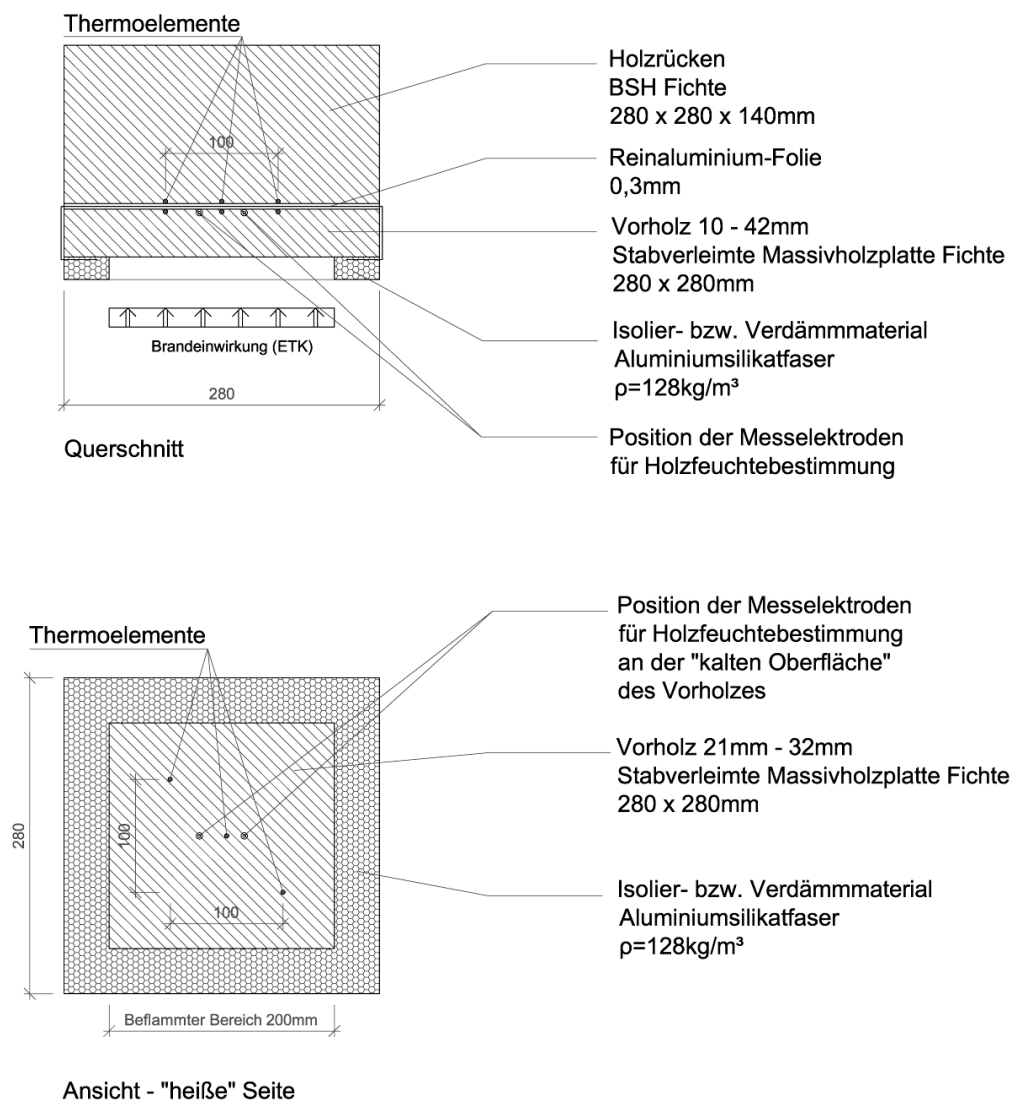 Thermoelemente
Holzrücken
BSH Fichte
280 x 280 x 140mm
100
Reinaluminium-Folie
0,3mm
Vorholz 10 - 42mm
Stabverleimte Massivholzplatte Fichte
280 x 280mm
Isolier- bzw. Verdämmmaterial
Aluminiumsilikatfaser
ρ=128kg/m³
Brandeinwirkung (ETK)
280
Position der Messelektroden
für Holzfeuchtebestimmung
Querschnitt
Position der Messelektroden
für Holzfeuchtebestimmung
an der "kalten Oberfläche"
des Vorholzes
Thermoelemente
Vorholz 21mm - 32mm
Stabverleimte Massivholzplatte Fichte
280 x 280mm
280
100
100
Isolier- bzw. Verdämmmaterial
Aluminiumsilikatfaser
ρ=128kg/m³
Beflammter Bereich 200mm
Ansicht - "heiße" Seite